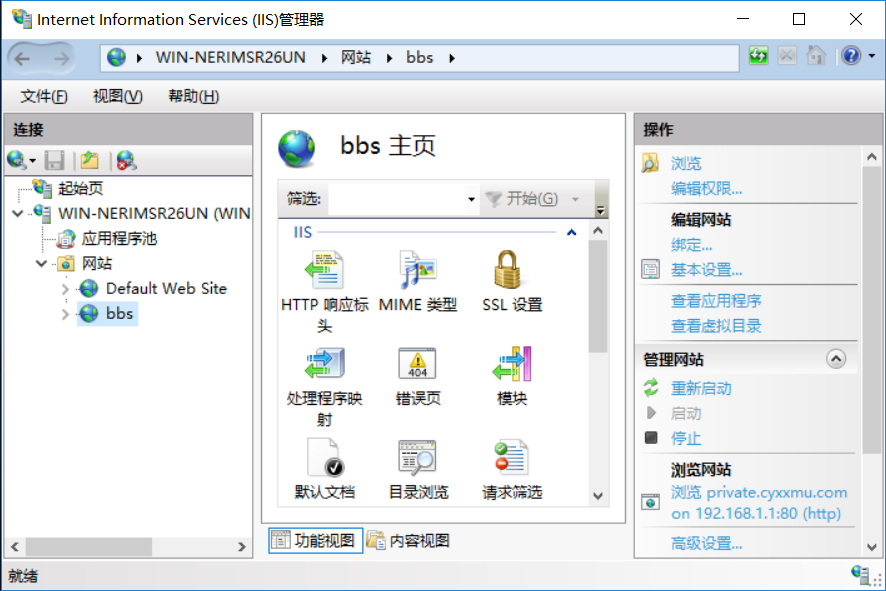 Internet Information Services (IIS)管理器
WIN-NERIMSR26UN 网站 bbs
文件(F) 视图(V) 帮助(H)
连接
起始页
WIN-NERIMSR26UN (WIN
应用程序池
网站
Default Web Site
bbs
bbs 主页
筛选: 开始(G)
IIS
HTTP 响应标
头
MIME 类型
SSL 设置
处理程序映
射
错误页
404
模块
默认文档
目录浏览
请求筛选
功能视图
内容视图
操作
浏览
编辑权限...
编辑网站
绑定...
基本设置...
查看应用程序
查看虚拟目录
管理网站
重新启动
启动
停止
浏览网站
浏览 private.cyxxmu.com
on 192.168.1.1:80 (http)
高级设置...
就绪